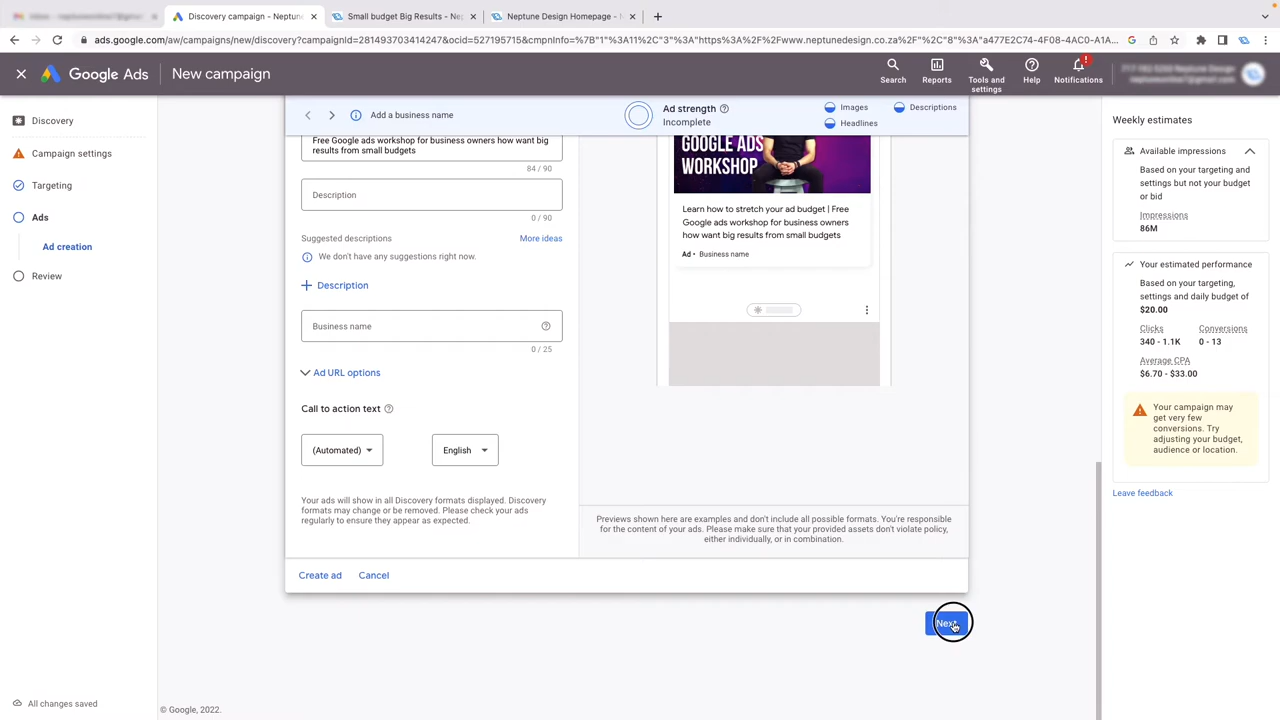 Discovery campaign - Neptune
Small budget Big Results - Ne
Neptune Design Homepage - N
ads.google.com/aw/campaigns/new/discovery?campaignId=281493703414247&ocid=527195715&cmpnInfo=%7B"1"%3A11%2C"3"%3A"https%3A%2F%2Fwww.neptunedesign.co.za%2F"%2C"8"%3A"a477E2C74-4F08-4AC0-A1A...
Google Ads
New campaign
Search
Reports
Tools and
settings
Help
Notifications
!
Discovery
Campaign settings
Targeting
Ads
Ad creation
Review
Add a business name
Ad strength
Incomplete
Images
Descriptions
Headlines
Free Google ads workshop for business owners how want big
results from small budgets
84 / 90
Description
0 / 90
Suggested descriptions
More ideas
We don't have any suggestions right now.
Description
Business name
0 / 25
Ad URL options
Call to action text
(Automated)
English
Your ads will show in all Discovery formats displayed. Discovery
formats may change or be removed. Please check your ads
regularly to ensure they appear as expected.
GOOGLE ADS
WORKSHOP
Learn how to stretch your ad budget | Free
Google ads workshop for business owners
how want big results from small budgets
Ad • Business name
Previews shown here are examples and don't include all possible formats. You're responsible
for the content of your ads. Please make sure that your provided assets don't violate policy,
either individually, or in combination.
Create ad
Cancel
Next
Weekly estimates
Available impressions
Based on your targeting and
settings but not your budget
or bid
Impressions
86M
Your estimated performance
Based on your targeting,
settings and daily budget of
$20.00
Clicks
Conversions
340 - 1.1K
0 - 13
Average CPA
$6.70 - $33.00
Your campaign may
get very few
conversions. Try
adjusting your budget,
audience or location.
Leave feedback
All changes saved
© Google, 2022.